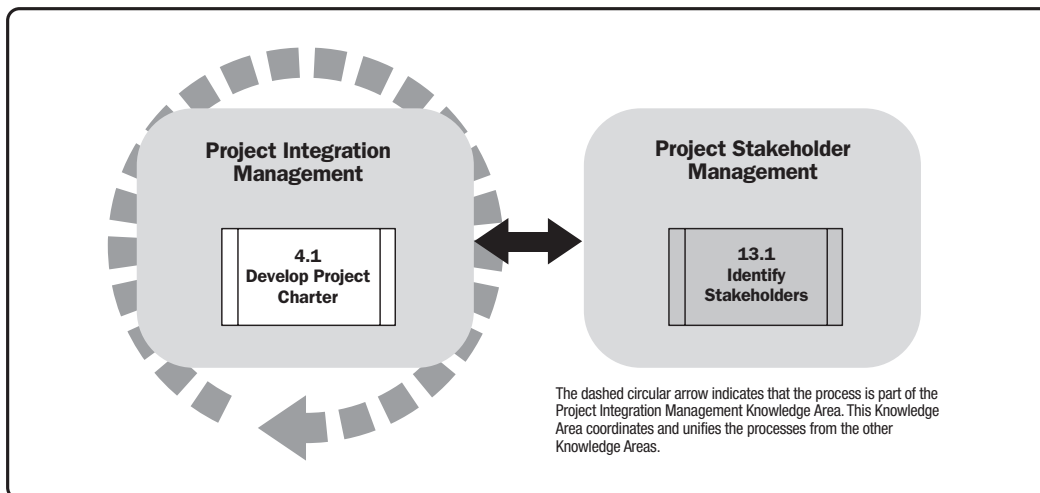 Project Integration
Management
4.1
Develop Project
Charter
Project Stakeholder
Management
13.1
Identify
Stakeholders
The dashed circular arrow indicates that the process is part of the
Project Integration Management Knowledge Area. This Knowledge
Area coordinates and unifies the processes from the other
Knowledge Areas.